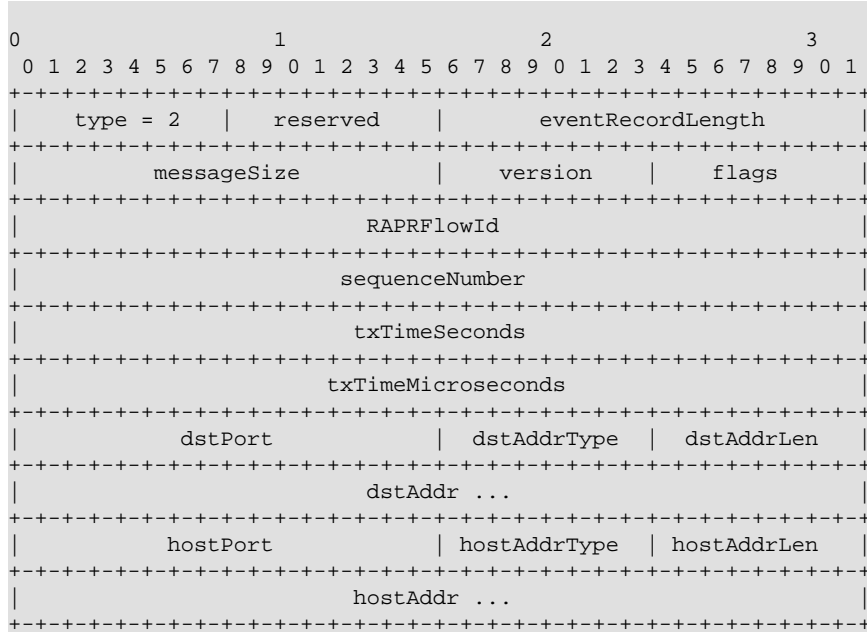 0                   1                   2                   3
 0 1 2 3 4 5 6 7 8 9 0 1 2 3 4 5 6 7 8 9 0 1 2 3 4 5 6 7 8 9 0 1
+-+-+-+-+-+-+-+-+-+-+-+-+-+-+-+-+-+-+-+-+-+-+-+-+-+-+-+-+-+-+-+-+
|    type = 2   |   reserved    |       eventRecordLength       |
+-+-+-+-+-+-+-+-+-+-+-+-+-+-+-+-+-+-+-+-+-+-+-+-+-+-+-+-+-+-+-+-+
|          messageSize          |    version    |    flags      |
+-+-+-+-+-+-+-+-+-+-+-+-+-+-+-+-+-+-+-+-+-+-+-+-+-+-+-+-+-+-+-+-+
|                          RAPRFlowId                           |
+-+-+-+-+-+-+-+-+-+-+-+-+-+-+-+-+-+-+-+-+-+-+-+-+-+-+-+-+-+-+-+-+
|                        sequenceNumber                         |
+-+-+-+-+-+-+-+-+-+-+-+-+-+-+-+-+-+-+-+-+-+-+-+-+-+-+-+-+-+-+-+-+
|                         txTimeSeconds                         |
+-+-+-+-+-+-+-+-+-+-+-+-+-+-+-+-+-+-+-+-+-+-+-+-+-+-+-+-+-+-+-+-+
|                       txTimeMicroseconds                      |
+-+-+-+-+-+-+-+-+-+-+-+-+-+-+-+-+-+-+-+-+-+-+-+-+-+-+-+-+-+-+-+-+
|            dstPort            |  dstAddrType  |  dstAddrLen   |
+-+-+-+-+-+-+-+-+-+-+-+-+-+-+-+-+-+-+-+-+-+-+-+-+-+-+-+-+-+-+-+-+
|                          dstAddr ...                          |
+-+-+-+-+-+-+-+-+-+-+-+-+-+-+-+-+-+-+-+-+-+-+-+-+-+-+-+-+-+-+-+-+
|           hostPort            | hostAddrType  | hostAddrLen   |
+-+-+-+-+-+-+-+-+-+-+-+-+-+-+-+-+-+-+-+-+-+-+-+-+-+-+-+-+-+-+-+-+
|                         hostAddr ...                          |
+-+-+-+-+-+-+-+-+-+-+-+-+-+-+-+-+-+-+-+-+-+-+-+-+-+-+-+-+-+-+-+-+